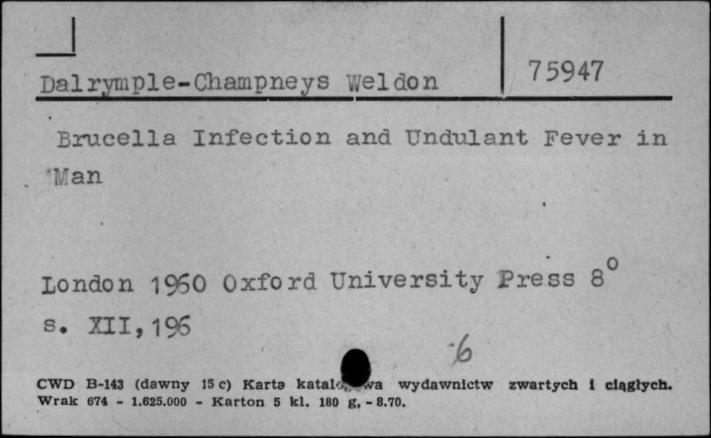 75947
Dalrymple-Champneys Weldon
Brucella Infection and Undulant Fever in
Man
London 1960 Oxford University Press 8°
s. XII, 196
6
CWD B-143 (dawny 15 c) Karta wydawnictw zwartych i ciągłych.
Wrak 674 - 1.625.000 - Karton 5 kl. 180 g, - 8.70.